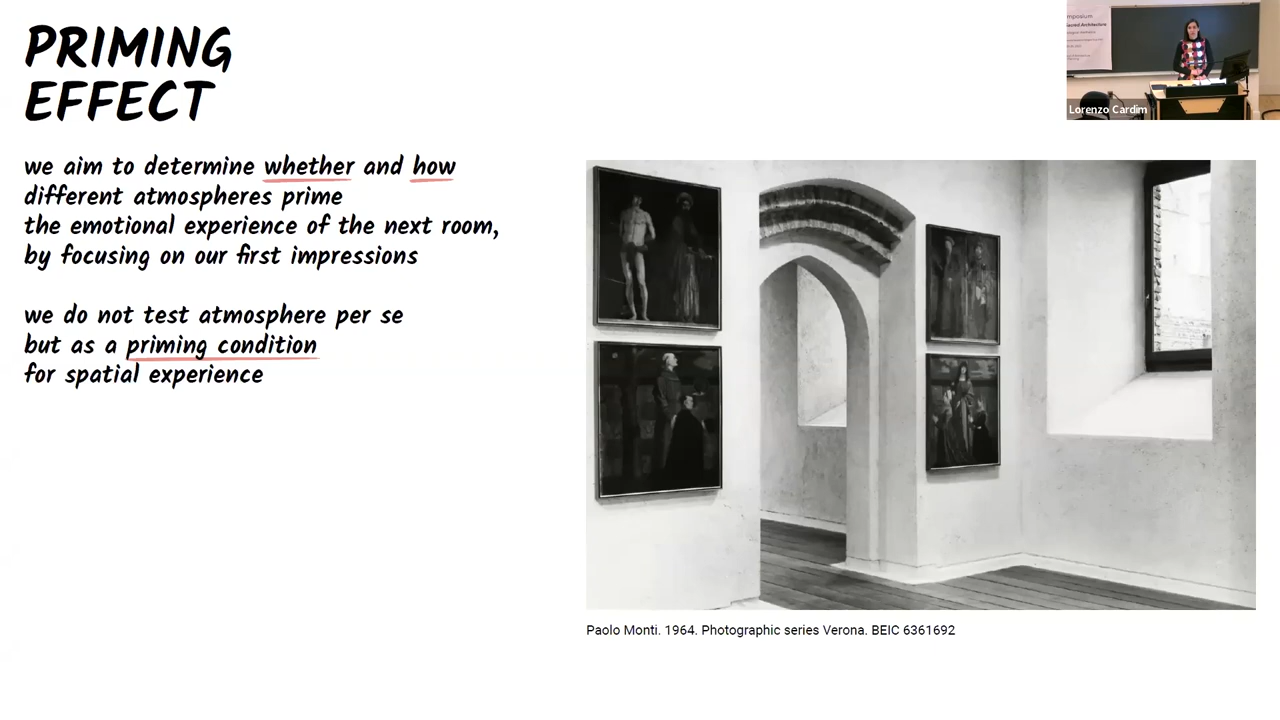 PRIMING
EFFECT
we aim to determine whether and how
different atmospheres prime
the emotional experience of the next room,
by focusing on our first impressions
we do not test atmosphere per se
but as a priming condition
for spatial experience
Paolo Monti. 1964. Photographic series Verona. BEIC 6361692
Lorenzo Cardim
Sacred Architecture